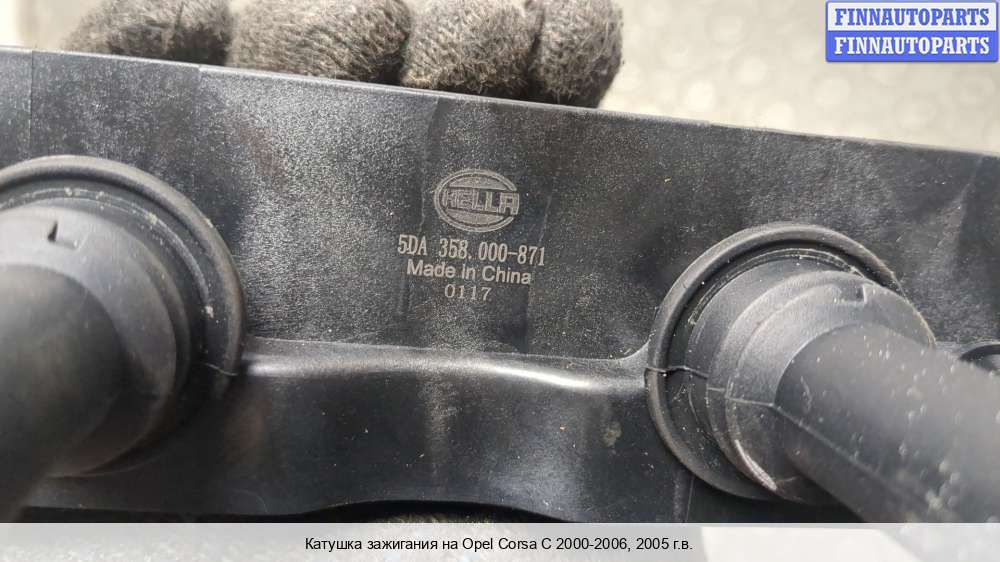 FINNAUTOPARTS
FINNAUTOPARTS
HELLA
5DA 358.000-871
Made in China
0117
Катушка зажигания на Opel Corsa C 2000-2006, 2005 г.в.